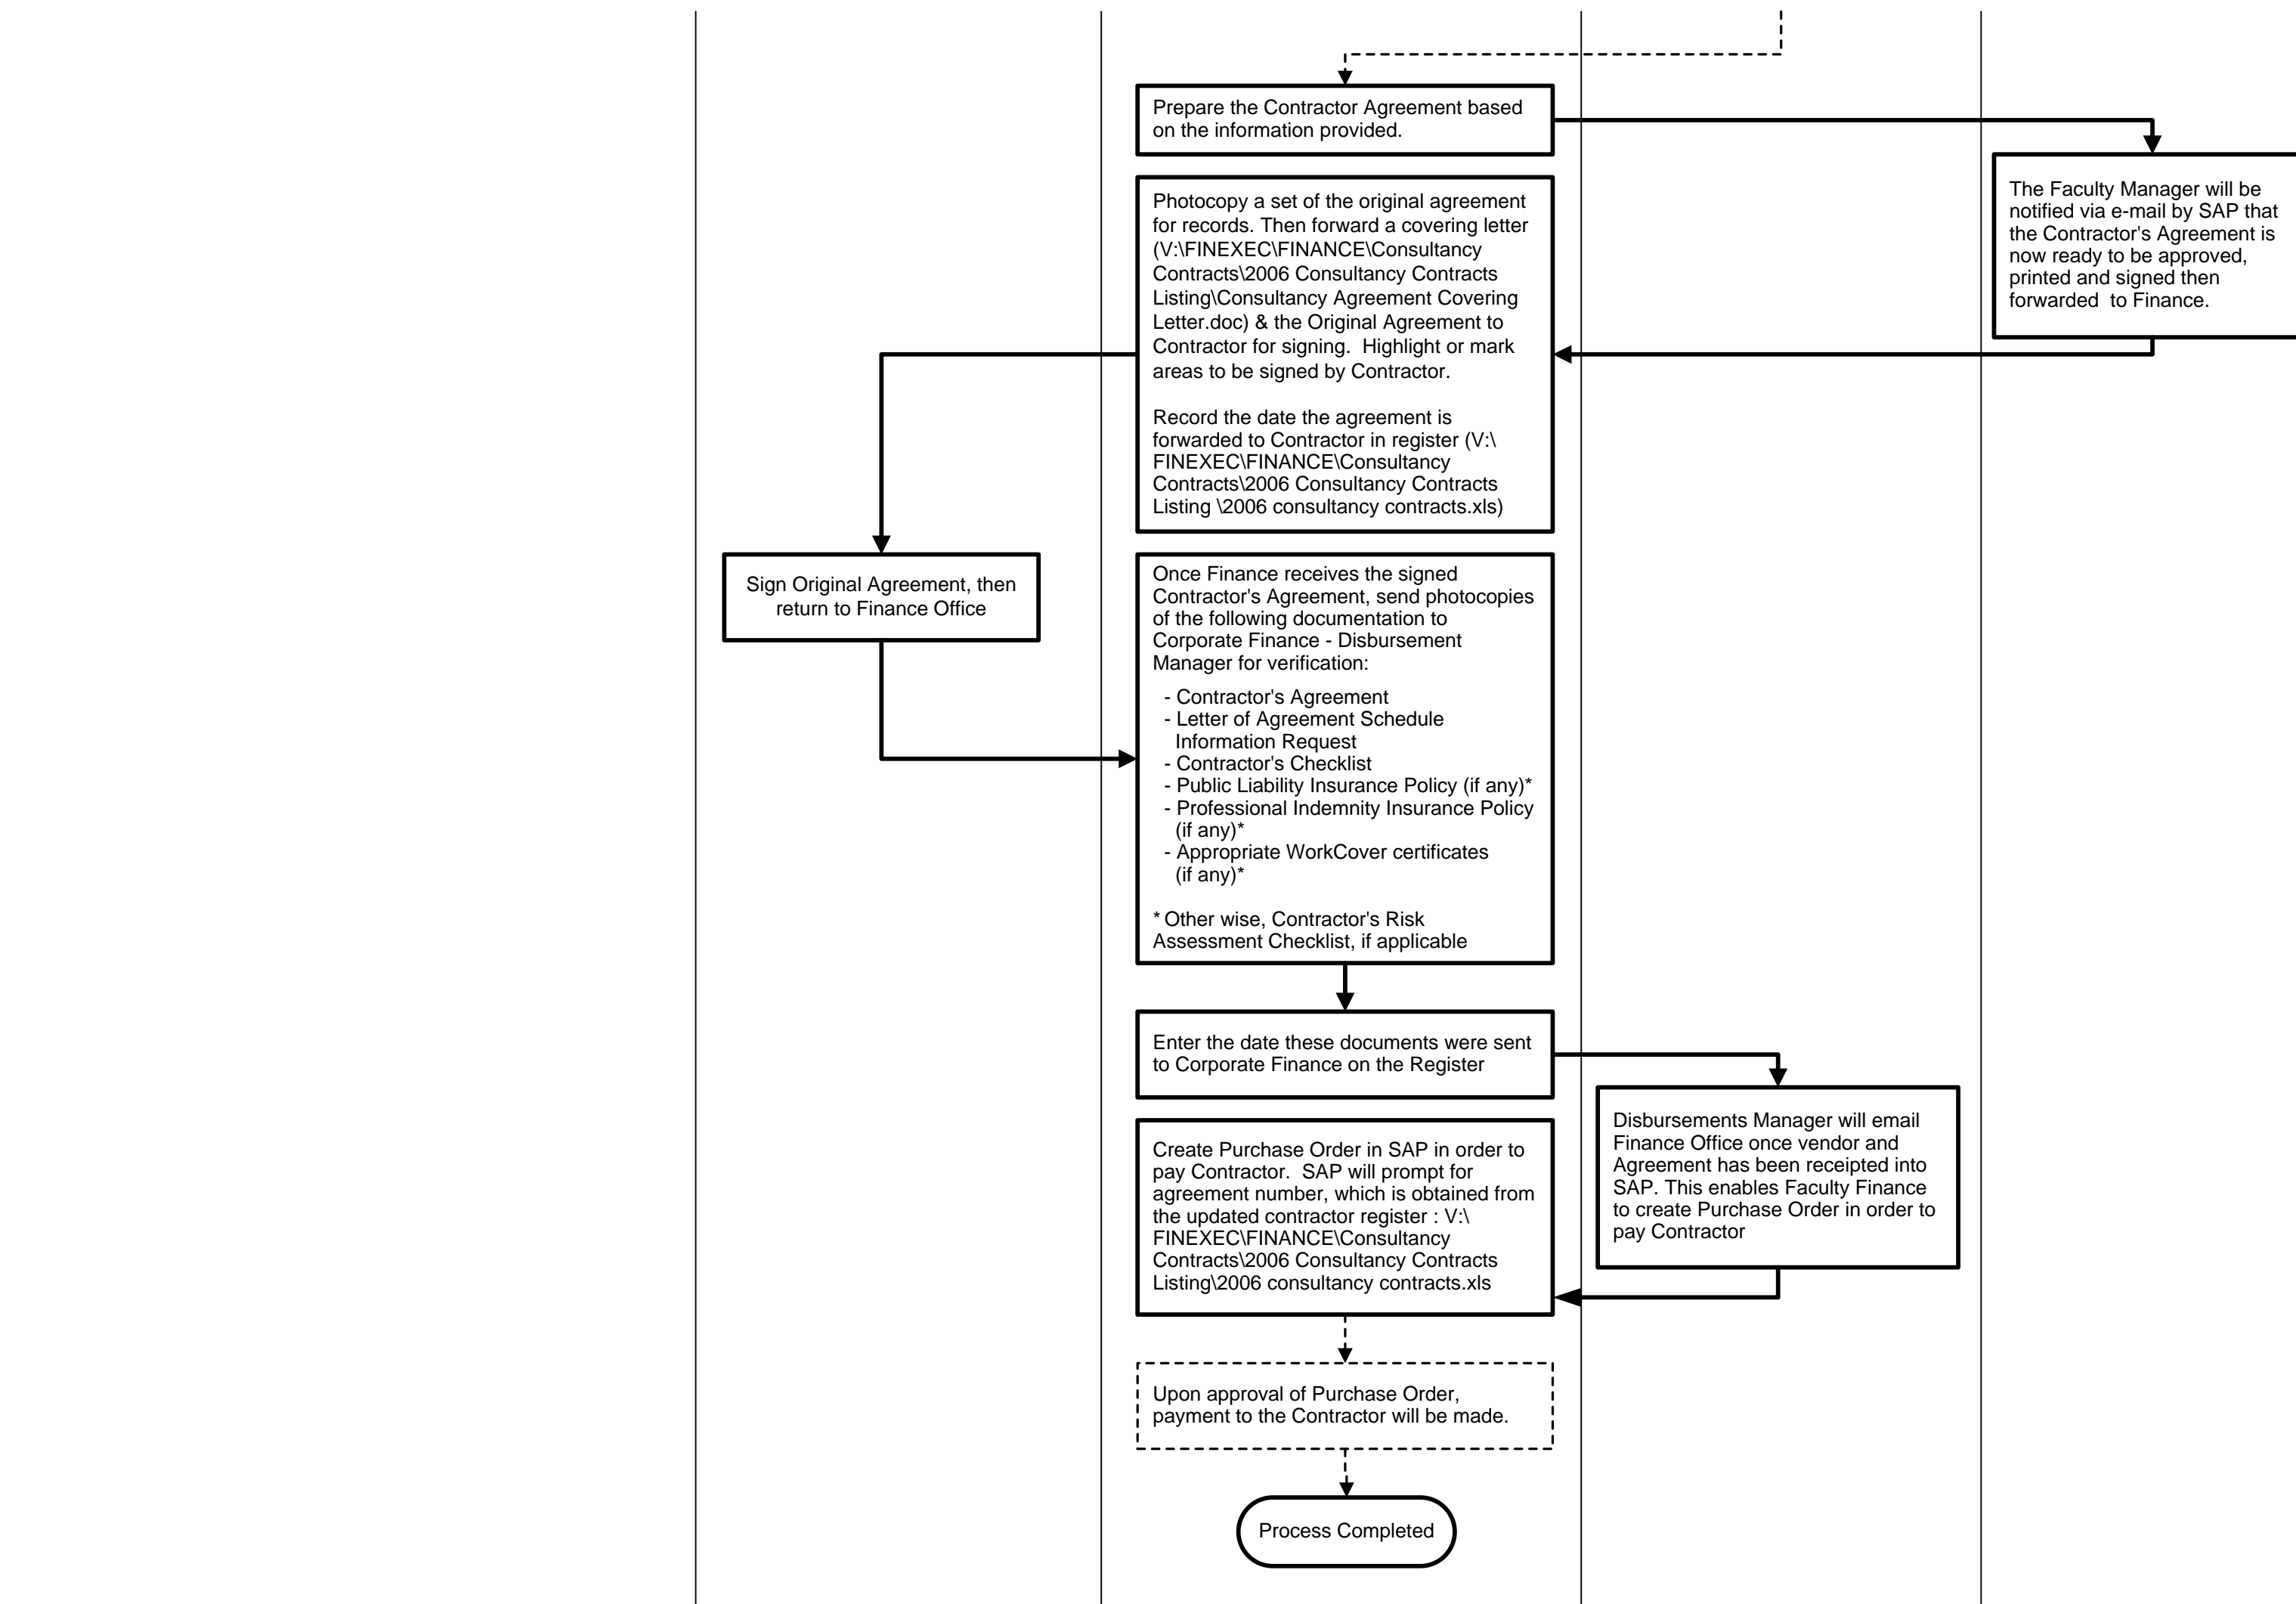 Prepare the Contractor Agreement based
on the information provided.
The Faculty Manager will be
notified via e-mail by SAP that
the Contractor's Agreement is
now ready to be approved,
printed and signed then
forwarded  to Finance.
Photocopy a set of the original agreement
for records. Then forward a covering letter
(V:\FINEXEC\FINANCE\Consultancy
Contracts\2006 Consultancy Contracts
Listing\Consultancy Agreement Covering
Letter.doc) & the Original Agreement to
Contractor for signing.  Highlight or mark
areas to be signed by Contractor.
Record the date the agreement is
forwarded to Contractor in register (V:\
FINEXEC\FINANCE\Consultancy
Contracts\2006 Consultancy Contracts
Listing \2006 consultancy contracts.xls)
Sign Original Agreement, then
return to Finance Office
Once Finance receives the signed
Contractor's Agreement, send photocopies
of the following documentation to
Corporate Finance - Disbursement
Manager for verification:
- Contractor's Agreement
- Letter of Agreement Schedule
Information Request
- Contractor's Checklist
- Public Liability Insurance Policy (if any)*
- Professional Indemnity Insurance Policy
(if any)*
- Appropriate WorkCover certificates
(if any)*
* Other wise, Contractor's Risk
Assessment Checklist, if applicable
Enter the date these documents were sent
to Corporate Finance on the Register
Disbursements Manager will email
Finance Office once vendor and
Agreement has been receipted into
SAP. This enables Faculty Finance
to create Purchase Order in order to
pay Contractor
Create Purchase Order in SAP in order to
pay Contractor.  SAP will prompt for
agreement number, which is obtained from
the updated contractor register : V:\
FINEXEC\FINANCE\Consultancy
Contracts\2006 Consultancy Contracts
Listing\2006 consultancy contracts.xls
Upon approval of Purchase Order,
payment to the Contractor will be made.
Process Completed